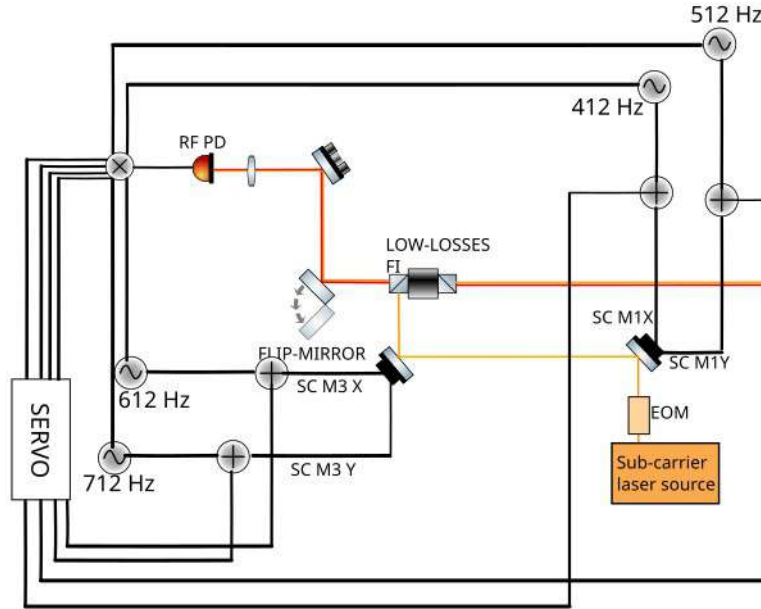 512 Hz
412 Hz
RF PD
LOW-LOSSES
FI
SC M1X
SC M1Y
FLIP-MIRROR
SC M3 X
612 Hz
EOM
SERVO
SC M3 Y
712 Hz
Sub-carrier
laser source